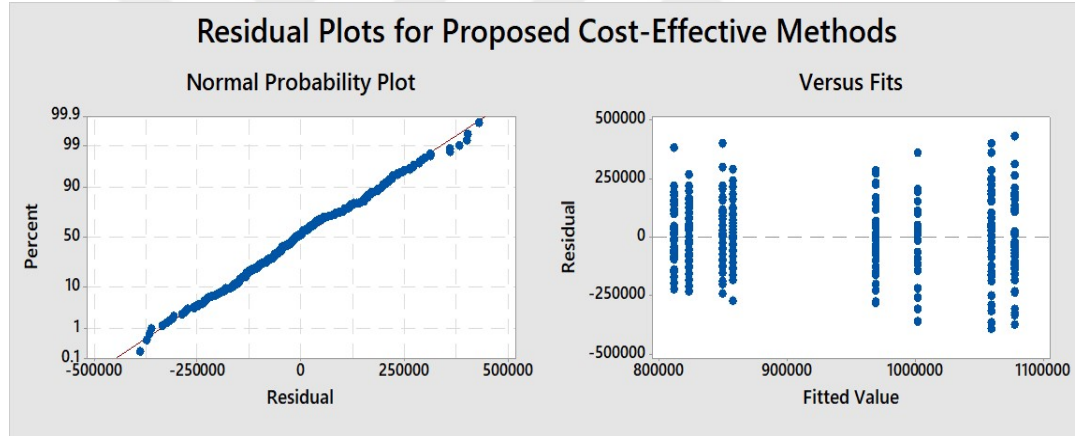 Residual Plots for Proposed Cost-Effective Methods
Normal Probability Plot
99.9
99
90
50
10
1
0.1
Percent
-500000 -250000 0 250000 500000
Residual
Versus Fits
500000
250000
0
-250000
-500000
Residual
800000 900000 1000000 1100000
Fitted Value